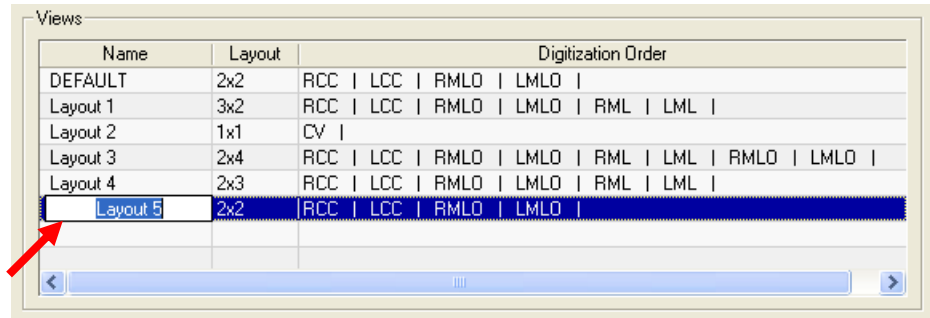 Views
Name Layout Digitization Order
DEFAULT 2x2 RCC | LCC | RMLO | LMLO |
Layout 1 3x2 RCC | LCC | RMLO | LMLO | RML | LML |
Layout 2 1x1 CV |
Layout 3 2x4 RCC | LCC | RMLO | LMLO | RML | LML | RMLO | LMLO |
Layout 4 2x3 RCC | LCC | RMLO | LMLO | RML | LML |
Layout 5 2x2 RCC | LCC | RMLO | LMLO |